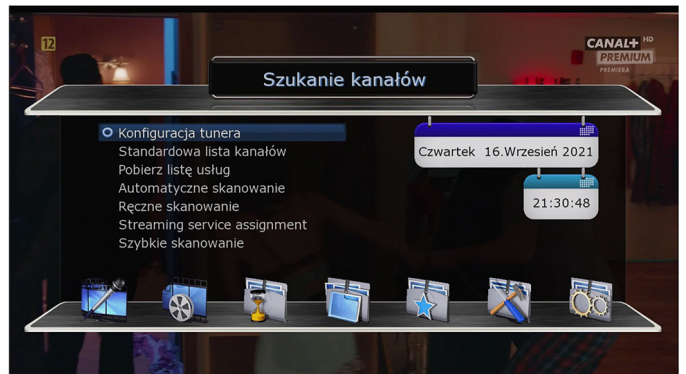 12
CANAL+ HD
PREMIUM
PREMIERA
Szukanie kanałów
Konfiguracja tunera
Standardowa lista kanałów
Pobierz listę usług
Automatyczne skanowanie
Ręczne skanowanie
Streaming service assignment
Szybkie skanowanie
Czwartek 16.Wrzesień 2021
21:30:48